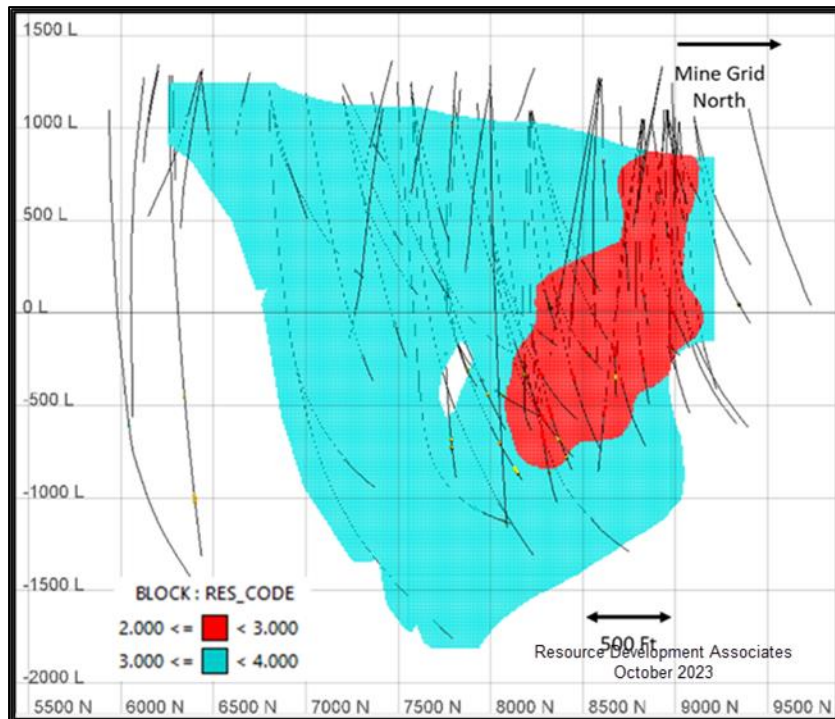 1500 L
Mine Grid
North
1000 L
500 L
0 L
-500 L
-1000 L
-1500 L
BLOCK : RES_CODE
2.000 <= < 3.000
3.000 <= < 4.000
500 Ft
Resource Development Associates
October 2023
-2000 L
5500 N 6000 N 6500 N 7000 N 7500 N 8000 N 8500 N 9000 N 9500 N